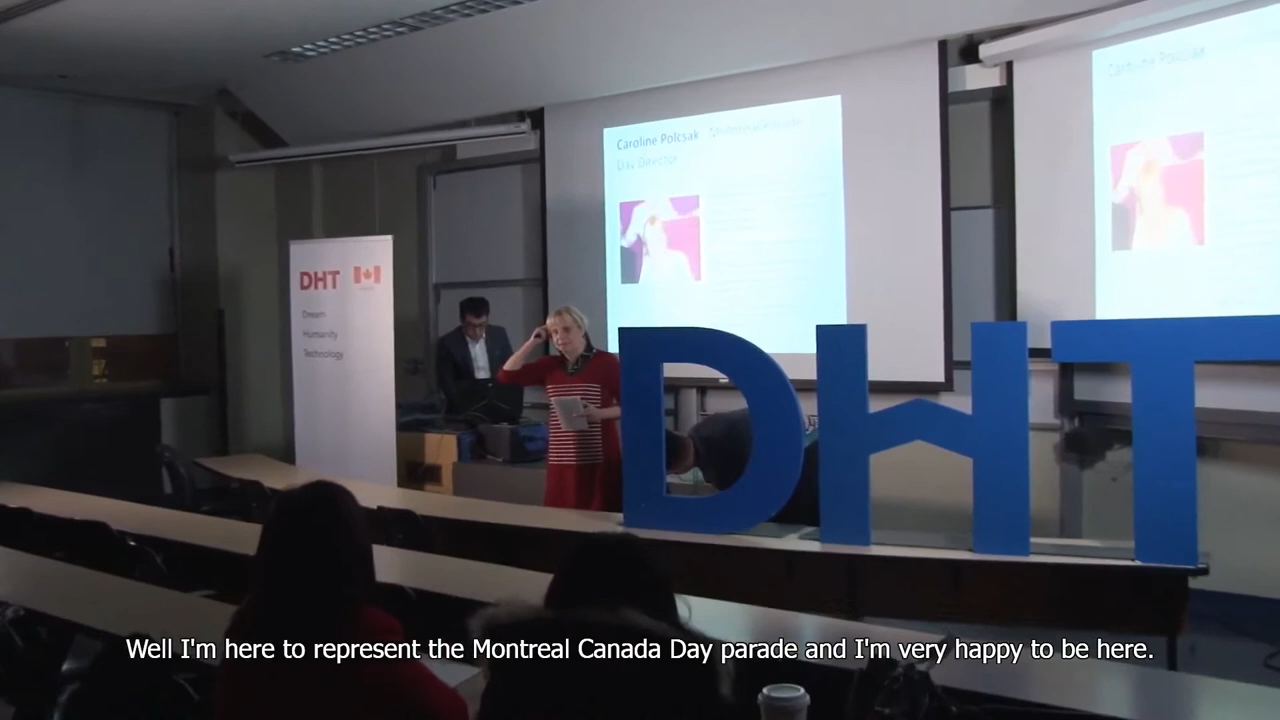 Caroline Polcsak
Day Director
Caroline Polcsak
DHT
Dream
Humanity
Technology
DHT
Well I'm here to represent the Montreal Canada Day parade and I'm very happy to be here.